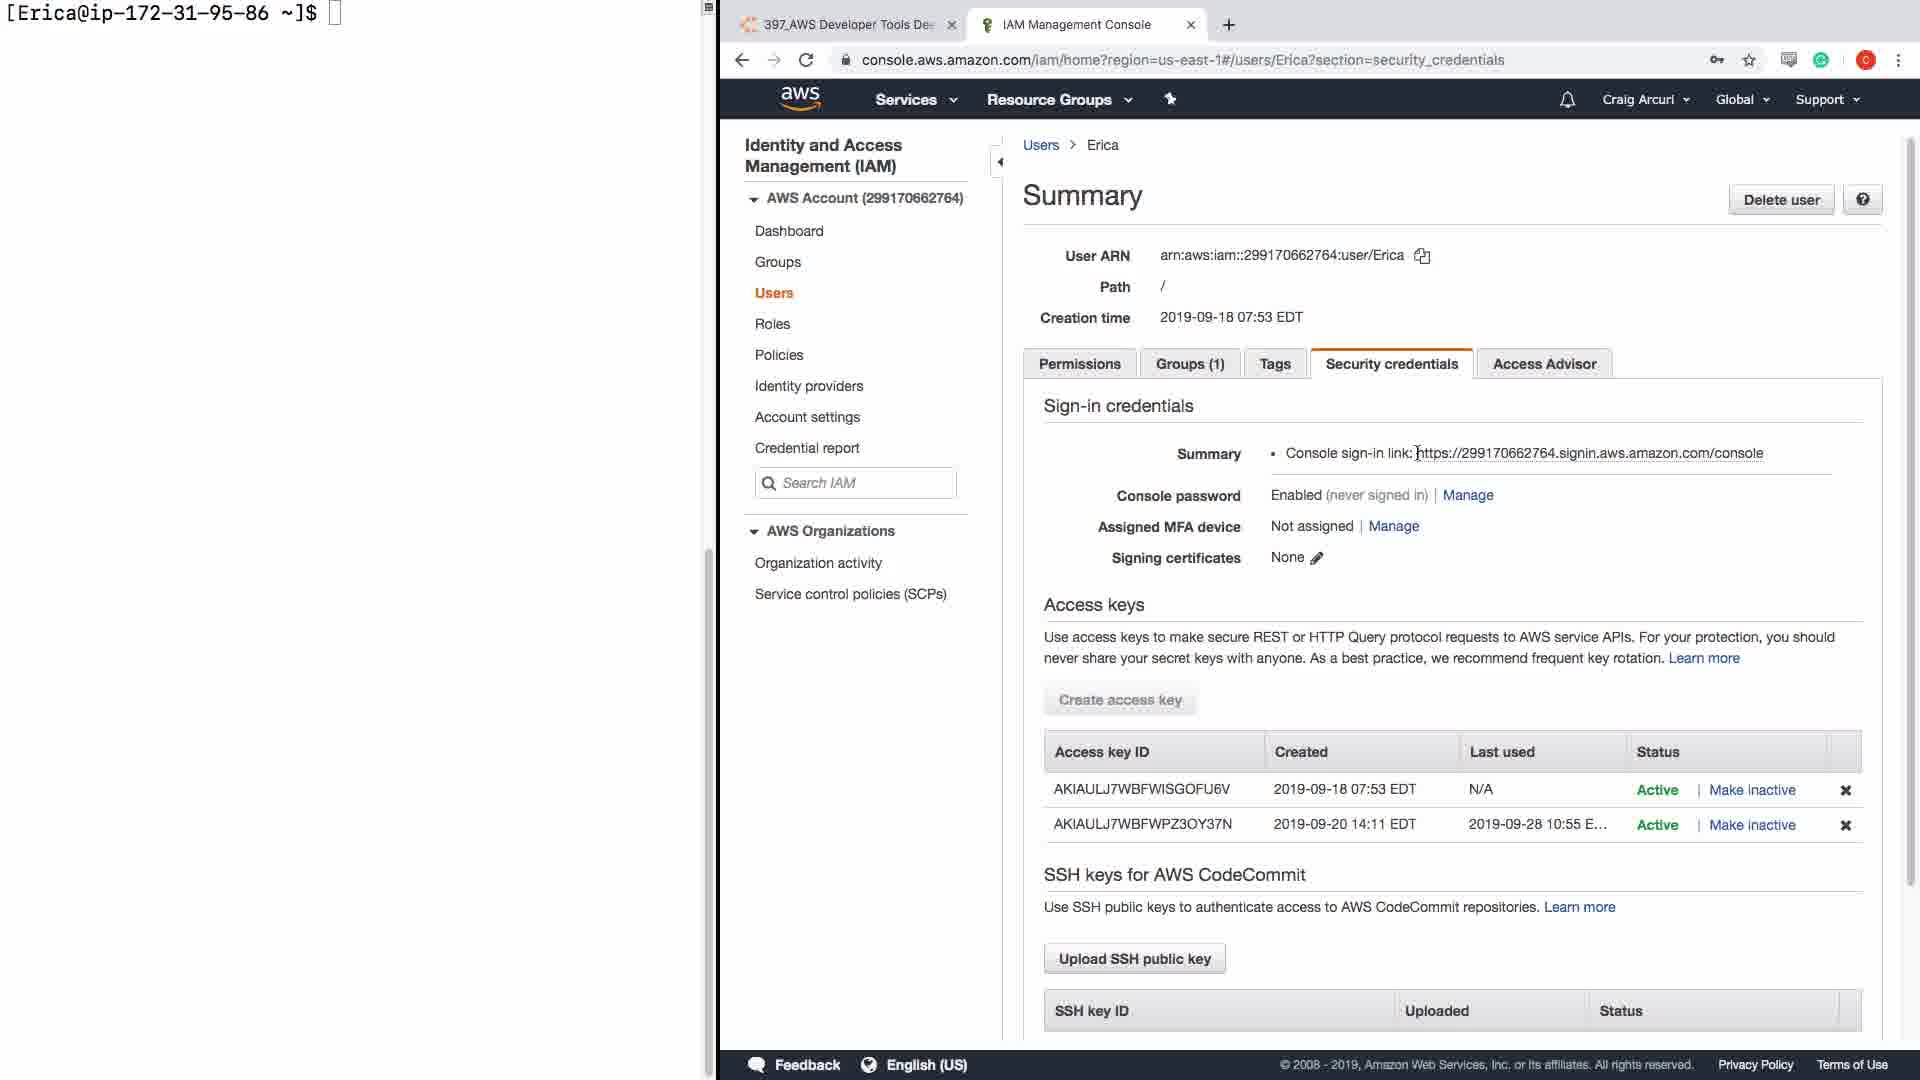 [Erica@ip-172-31-95-86 ~]$
397_AWS Developer Tools De
IAM Management Console
console.aws.amazon.com/iam/home?region=us-east-1#/users/Erica?section=security_credentials
C
aws
Services
Resource Groups
Craig Arcuri
Global
Support
Identity and Access
Management (IAM)
AWS Account (299170662764)
Dashboard
Groups
Users
Roles
Policies
Identity providers
Account settings
Credential report
Search IAM
AWS Organizations
Organization activity
Service control policies (SCPs)
Users > Erica
Summary
Delete user
User ARN arn:aws:iam::299170662764:user/Erica
Path /
Creation time 2019-09-18 07:53 EDT
Permissions
Groups (1)
Tags
Security credentials
Access Advisor
Sign-in credentials
Summary • Console sign-in link: https://299170662764.signin.aws.amazon.com/console
Console password Enabled (never signed in) | Manage
Assigned MFA device Not assigned | Manage
Signing certificates None
Access keys
Use access keys to make secure REST or HTTP Query protocol requests to AWS service APIs. For your protection, you should
never share your secret keys with anyone. As a best practice, we recommend frequent key rotation. Learn more
Create access key
Access key ID Created Last used Status
AKIAULJ7WBFWISGOFU6V 2019-09-18 07:53 EDT N/A Active | Make inactive
AKIAULJ7WBFWPZ3OY37N 2019-09-20 14:11 EDT 2019-09-28 10:55 E... Active | Make inactive
SSH keys for AWS CodeCommit
Use SSH public keys to authenticate access to AWS CodeCommit repositories. Learn more
Upload SSH public key
SSH key ID Uploaded Status
Feedback
English (US)
© 2008 - 2019, Amazon Web Services, Inc. or its affiliates. All rights reserved.
Privacy Policy
Terms of Use